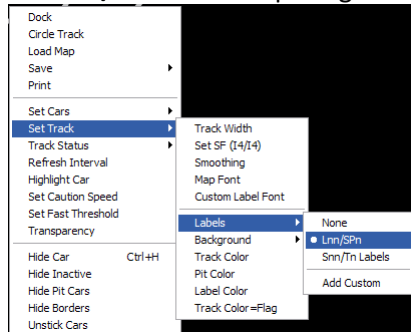 Dock
Circle Track
Load Map
Save
Print
Set Cars
Set Track
Track Status
Refresh Interval
Highlight Car
Set Caution Speed
Set Fast Threshold
Transparency
Hide Car Ctrl+H
Hide Inactive
Hide Pit Cars
Hide Borders
Unstick Cars
Track Width
Set SF (I4/I4)
Smoothing
Map Font
Custom Label Font
Labels
Background
Track Color
Pit Color
Label Color
Track Color=Flag
None
Lnn/SPn
Snn/Tn Labels
Add Custom